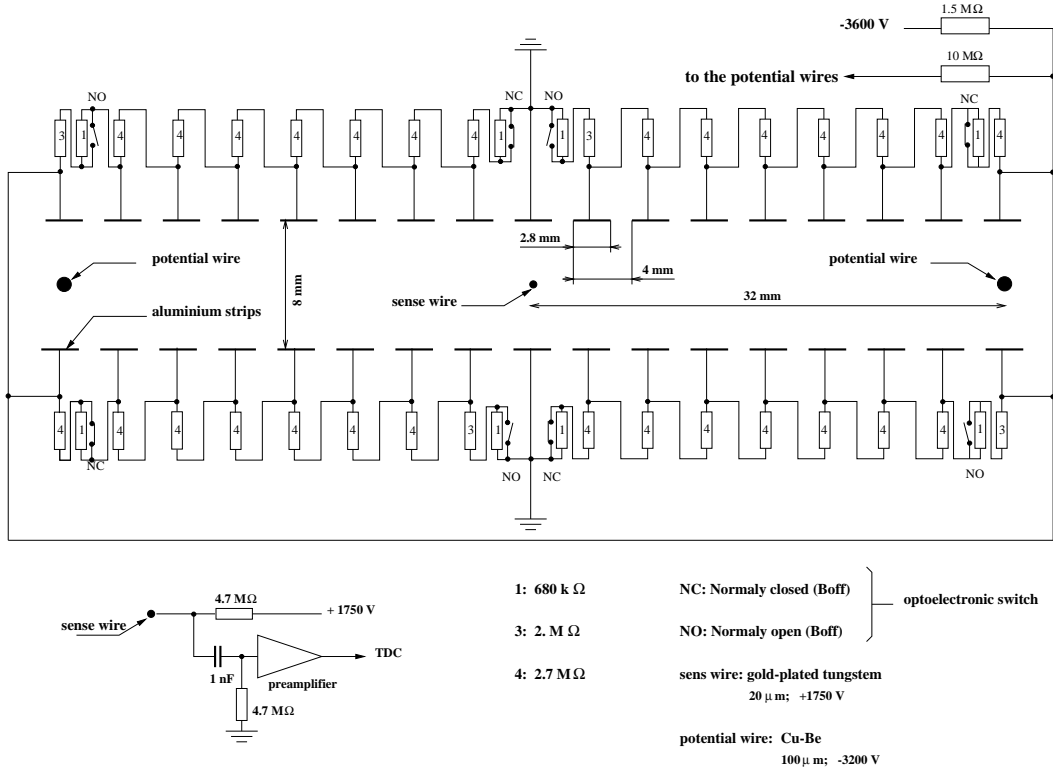 1.5 MΩ
-3600 V
10 MΩ
to the potential wires
NO NC NO NC
3 1 4 4 4 4 4 4 4 1 1 3 4 4 4 4 4 4 1 4
2.8 mm
4 mm
8 mm
potential wire
sense wire
potential wire
32 mm
aluminium strips
4 1 4 4 4 4 4 4 3 1 1 4 4 4 4 4 4 4 1 3
NC NO NC NO
4.7 MΩ
+ 1750 V
sense wire
TDC
1 nF
preamplifier
4.7 MΩ
1: 680 k Ω
NC: Normaly closed (Boff)
optoelectronic switch
3: 2. M Ω
NO: Normaly open (Boff)
4: 2.7 M Ω
sens wire: gold-plated tungstem
20 μ m; +1750 V
potential wire: Cu-Be
100 μ m; -3200 V